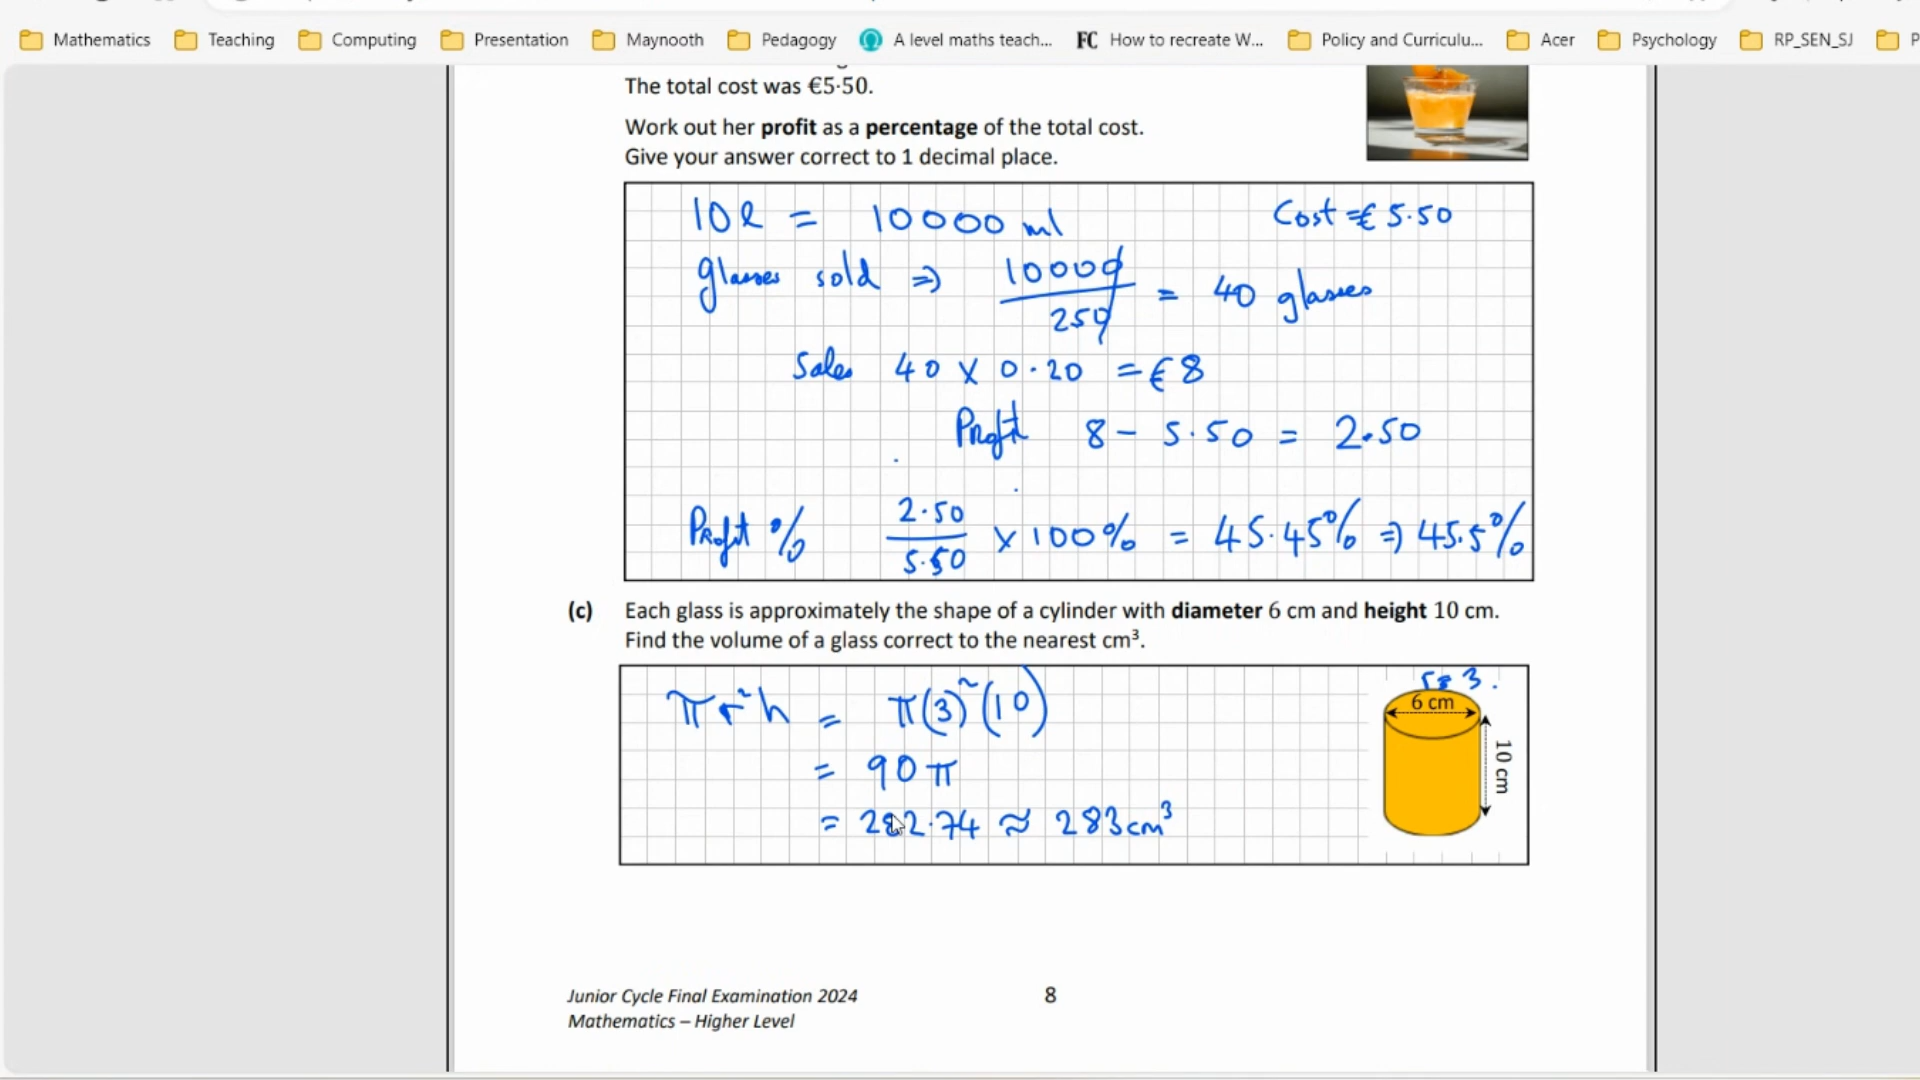 Mathematics Teaching Computing Presentation Maynooth Pedagogy A level maths teach... FC How to recreate W... Policy and Curriculu... Acer Psychology RP_SEN_SJ P
The total cost was €5·50.
Work out her profit as a percentage of the total cost.
Give your answer correct to 1 decimal place.
10l = 10000 ml Cost = € 5.50
glasses sold ⇒ 10000/250 = 40 glasses
Sales 40 × 0.20 = €8
Profit 8 - 5.50 = 2.50
Profit % 2.50/5.50 × 100% = 45.45% ⇒ 45.5%
(c) Each glass is approximately the shape of a cylinder with diameter 6 cm and height 10 cm.
Find the volume of a glass correct to the nearest cm³.
r = 3.
6 cm
10 cm
πr²h = π(3)²(10)
= 90π
= 282.74 ≈ 283cm³
Junior Cycle Final Examination 2024
8
Mathematics – Higher Level